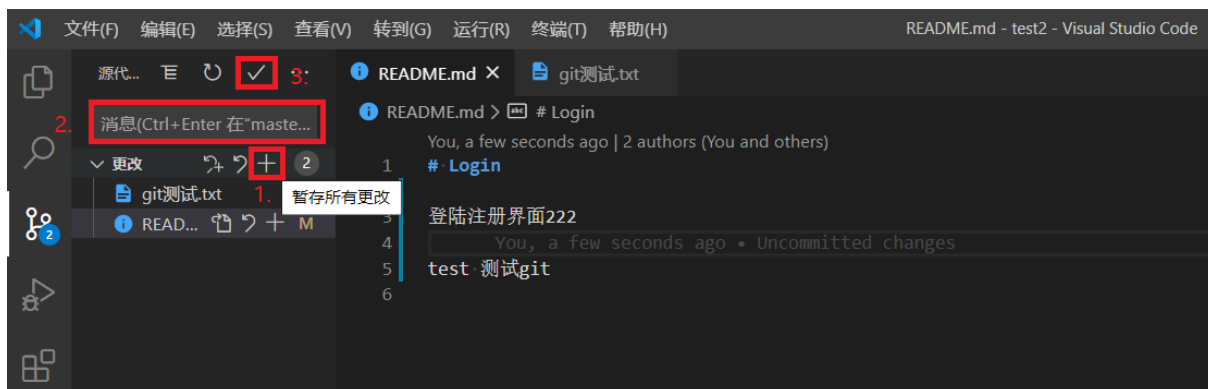 文件(F) 编辑(E) 选择(S) 查看(V) 转到(G) 运行(R) 终端(T) 帮助(H) README.md - test2 - Visual Studio Code
源代... 3.
README.md git测试.txt
README.md > # Login
2.
消息(Ctrl+Enter 在"maste...
You, a few seconds ago | 2 authors (You and others)
更改 2
1 # Login
git测试.txt 1.
暂存所有更改
READ... M
3 登陆注册界面222
4 You, a few seconds ago • Uncommitted changes
2
5 test 测试git
6